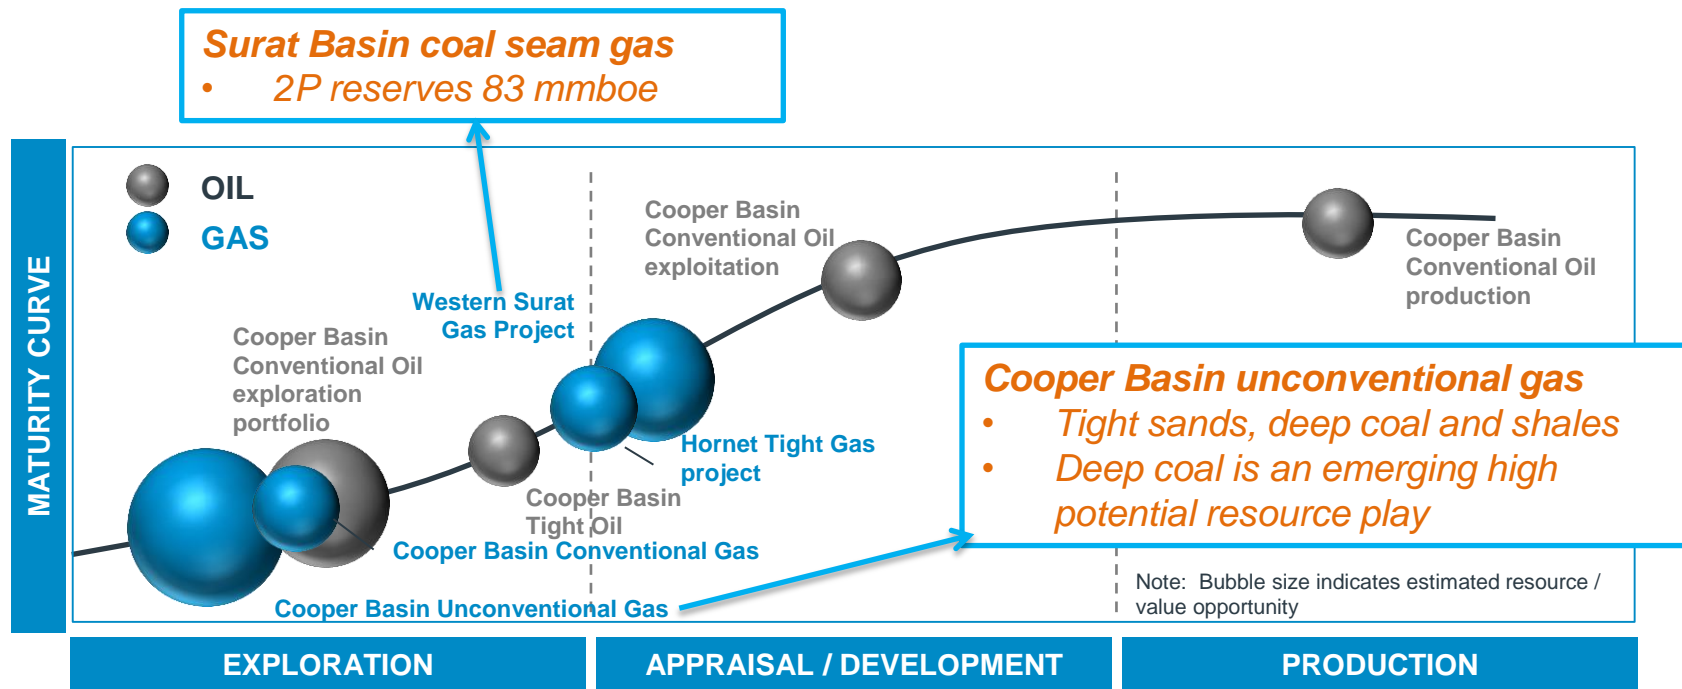 Surat Basin coal seam gas
• 2P reserves 83 mmboe
MATURITY CURVE
OIL
GAS
Cooper Basin
Conventional Oil
exploitation
Cooper Basin
Conventional Oil
production
Western Surat
Gas Project
Cooper Basin
Conventional Oil
exploration
portfolio
Cooper Basin unconventional gas
• Tight sands, deep coal and shales
• Deep coal is an emerging high
potential resource play
Hornet Tight Gas
project
Cooper Basin
Tight Oil
Cooper Basin Conventional Gas
Cooper Basin Unconventional Gas
Note: Bubble size indicates estimated resource /
value opportunity
EXPLORATION
APPRAISAL / DEVELOPMENT
PRODUCTION